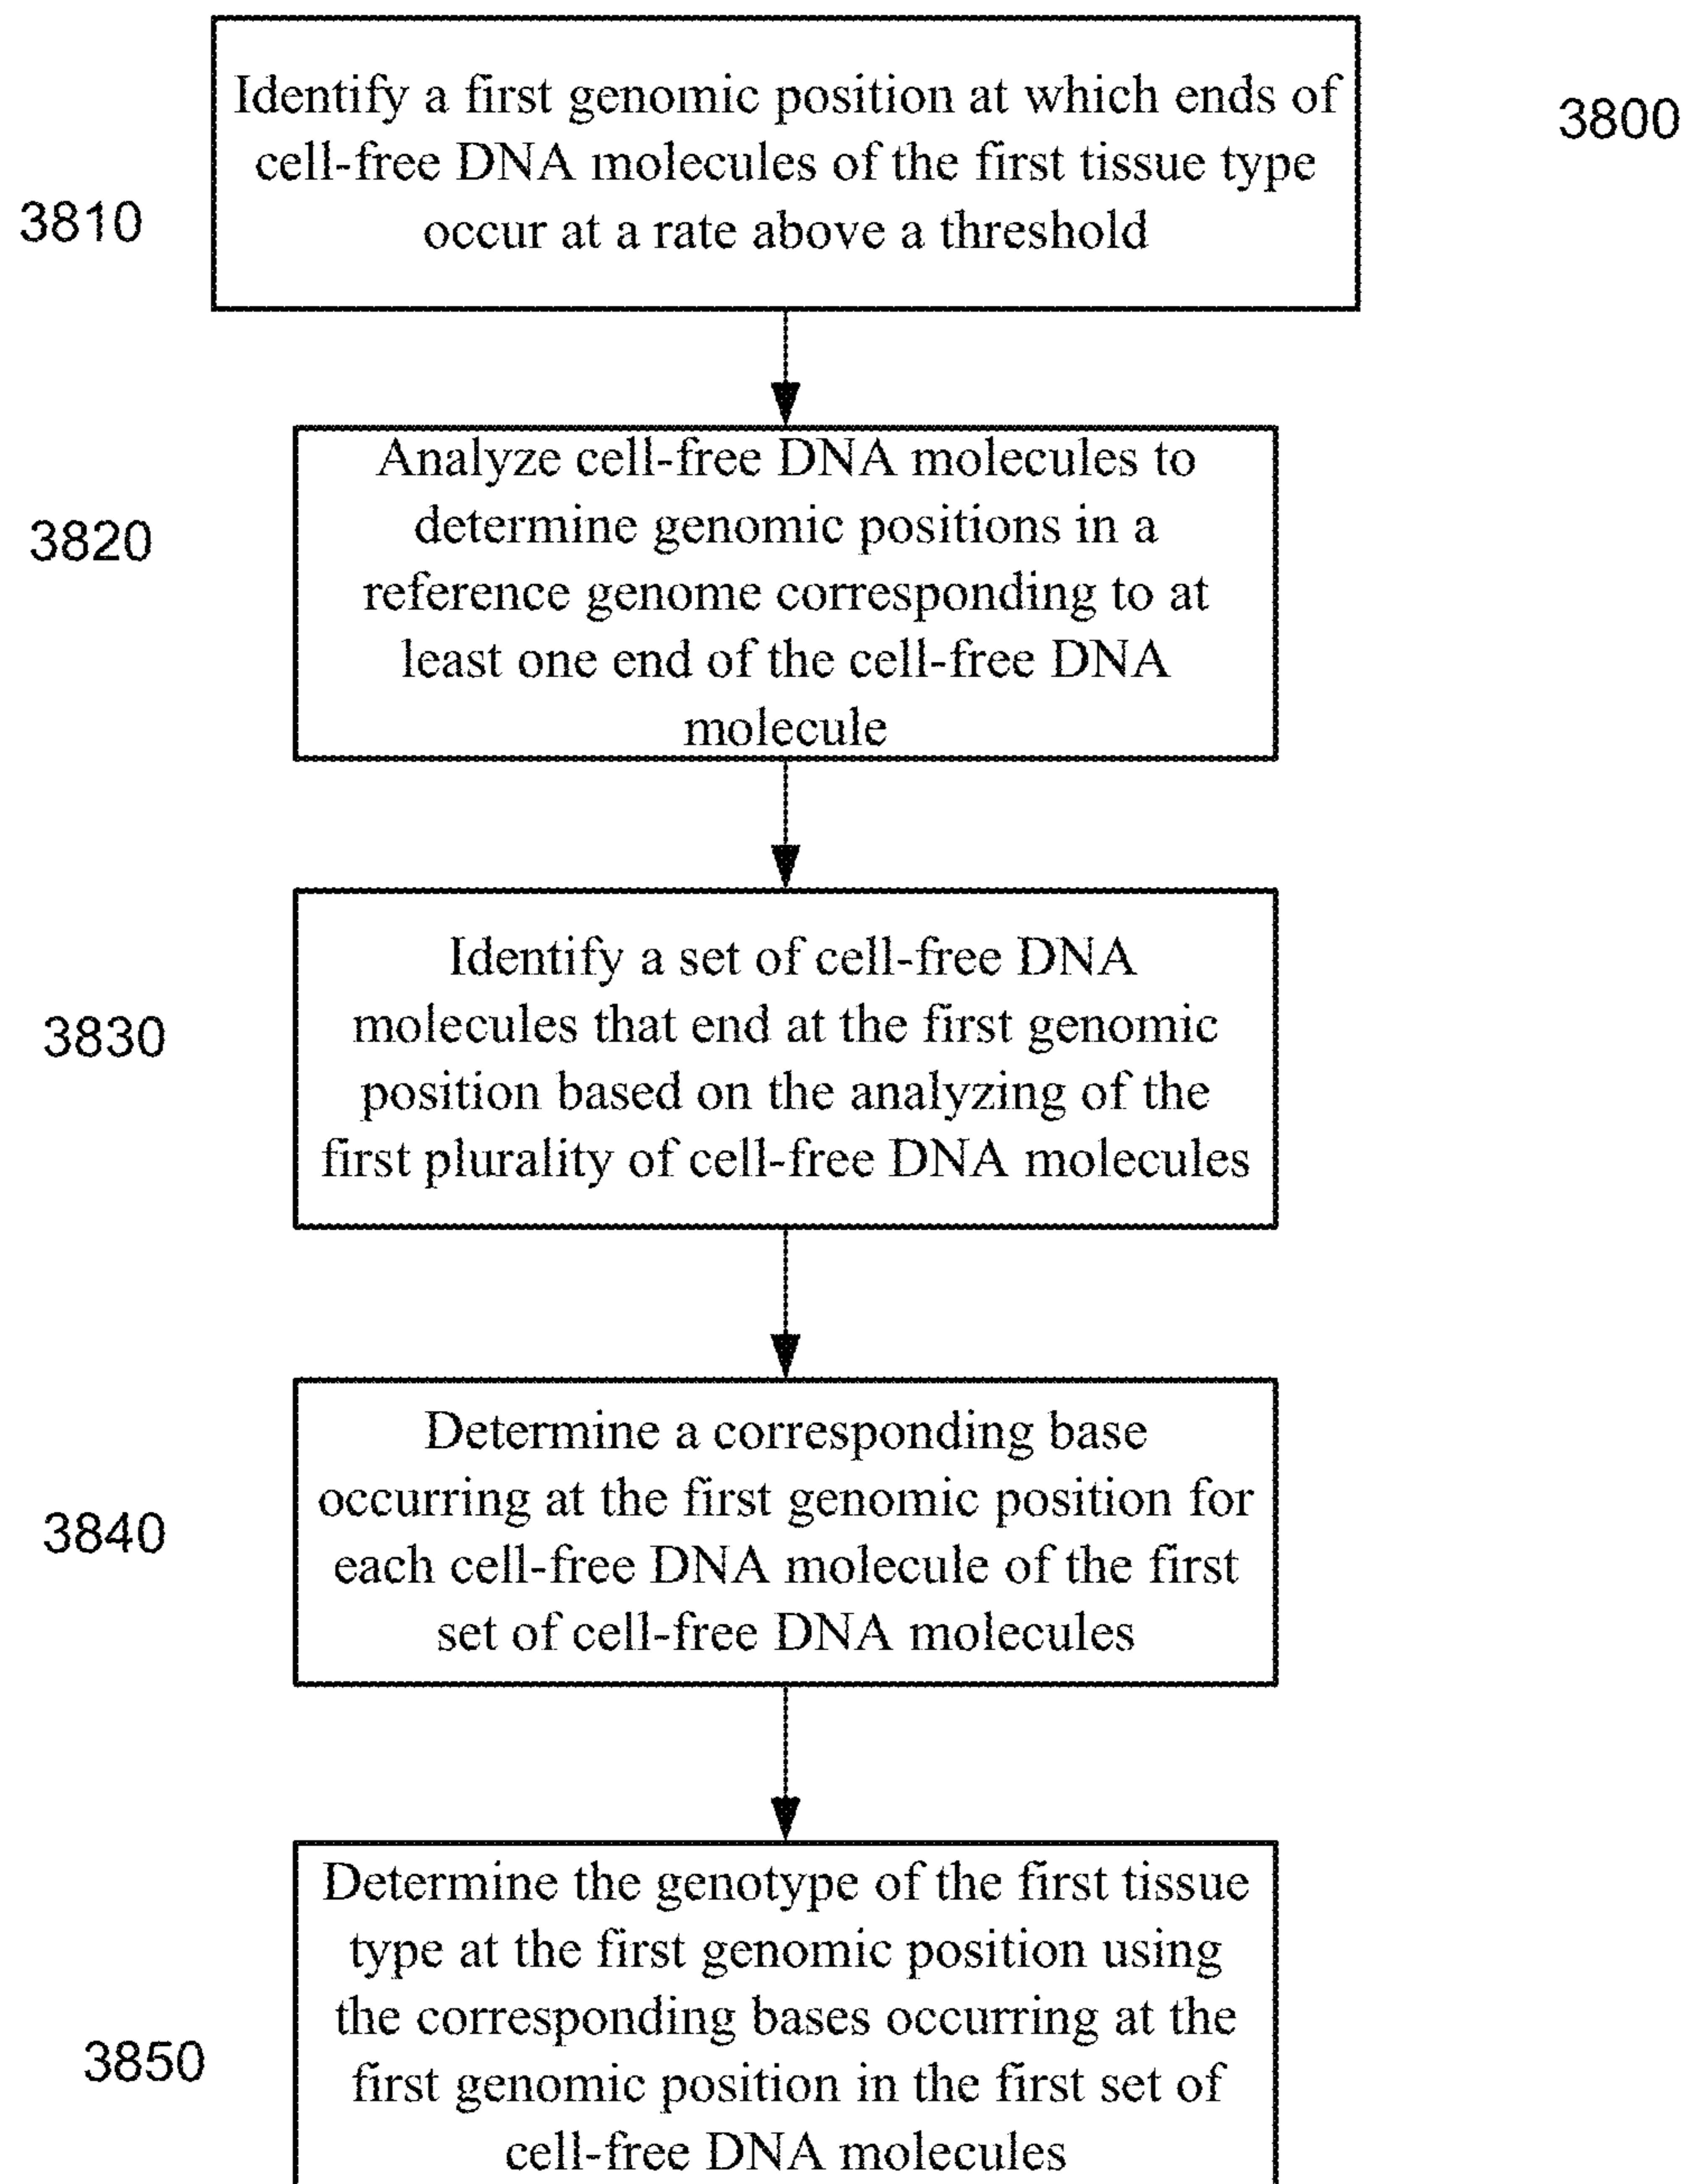 Identify a first genomic position at which ends of
cell-free DNA molecules of the first tissue type
occur at a rate above a threshold
3800
3810
Analyze cell-free DNA molecules to
determine genomic positions in a
reference genome corresponding to at
least one end of the cell-free DNA
molecule
3820
Identify a set of cell-free DNA
molecules that end at the first genomic
position based on the analyzing of the
first plurality of cell-free DNA molecules
3830
Determine a corresponding base
occurring at the first genomic position for
each cell-free DNA molecule of the first
set of cell-free DNA molecules
3840
Determine the genotype of the first tissue
type at the first genomic position using
the corresponding bases occurring at the
first genomic position in the first set of
cell-free DNA molecules
3850